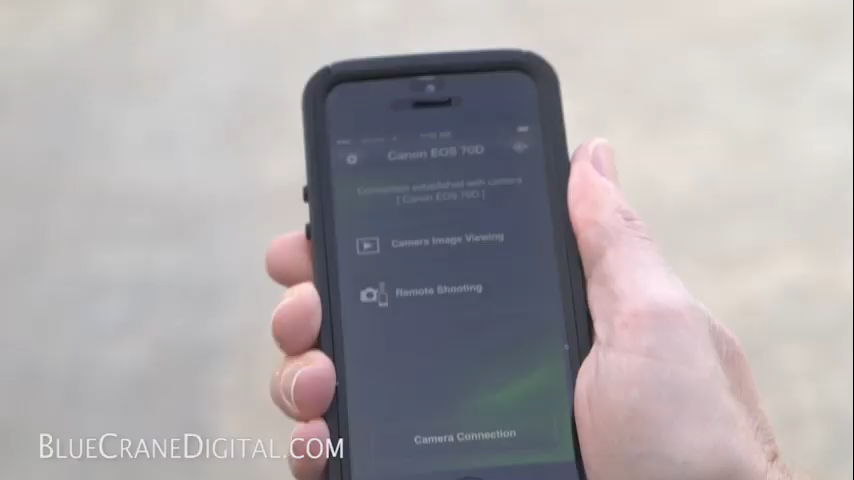 Canon EOS 70D
Connection established with camera
[ Canon EOS 70D ]
Camera Image Viewing
Remote Shooting
Camera Connection
BLUECRANEDIGITAL.COM